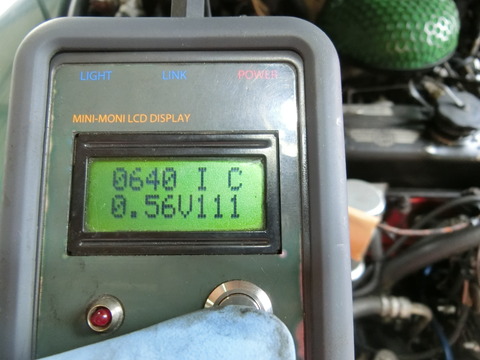 LIGHT LINK POWER
MINI-MONI LCD DISPLAY
0640 I C
0.56V111